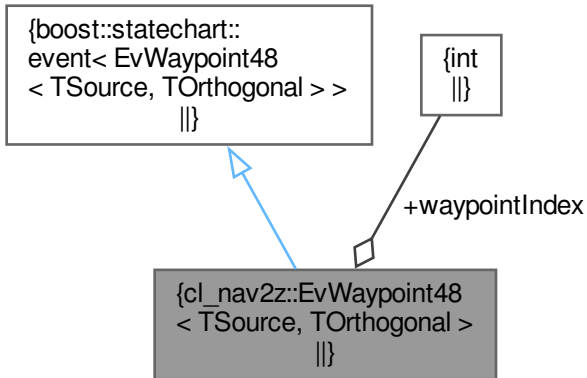 {boost::statechart::
event< EvWaypoint48
< TSource, TOrthogonal > >
||}
{int
||}
+waypointIndex
{cl_nav2z::EvWaypoint48
< TSource, TOrthogonal >
||}